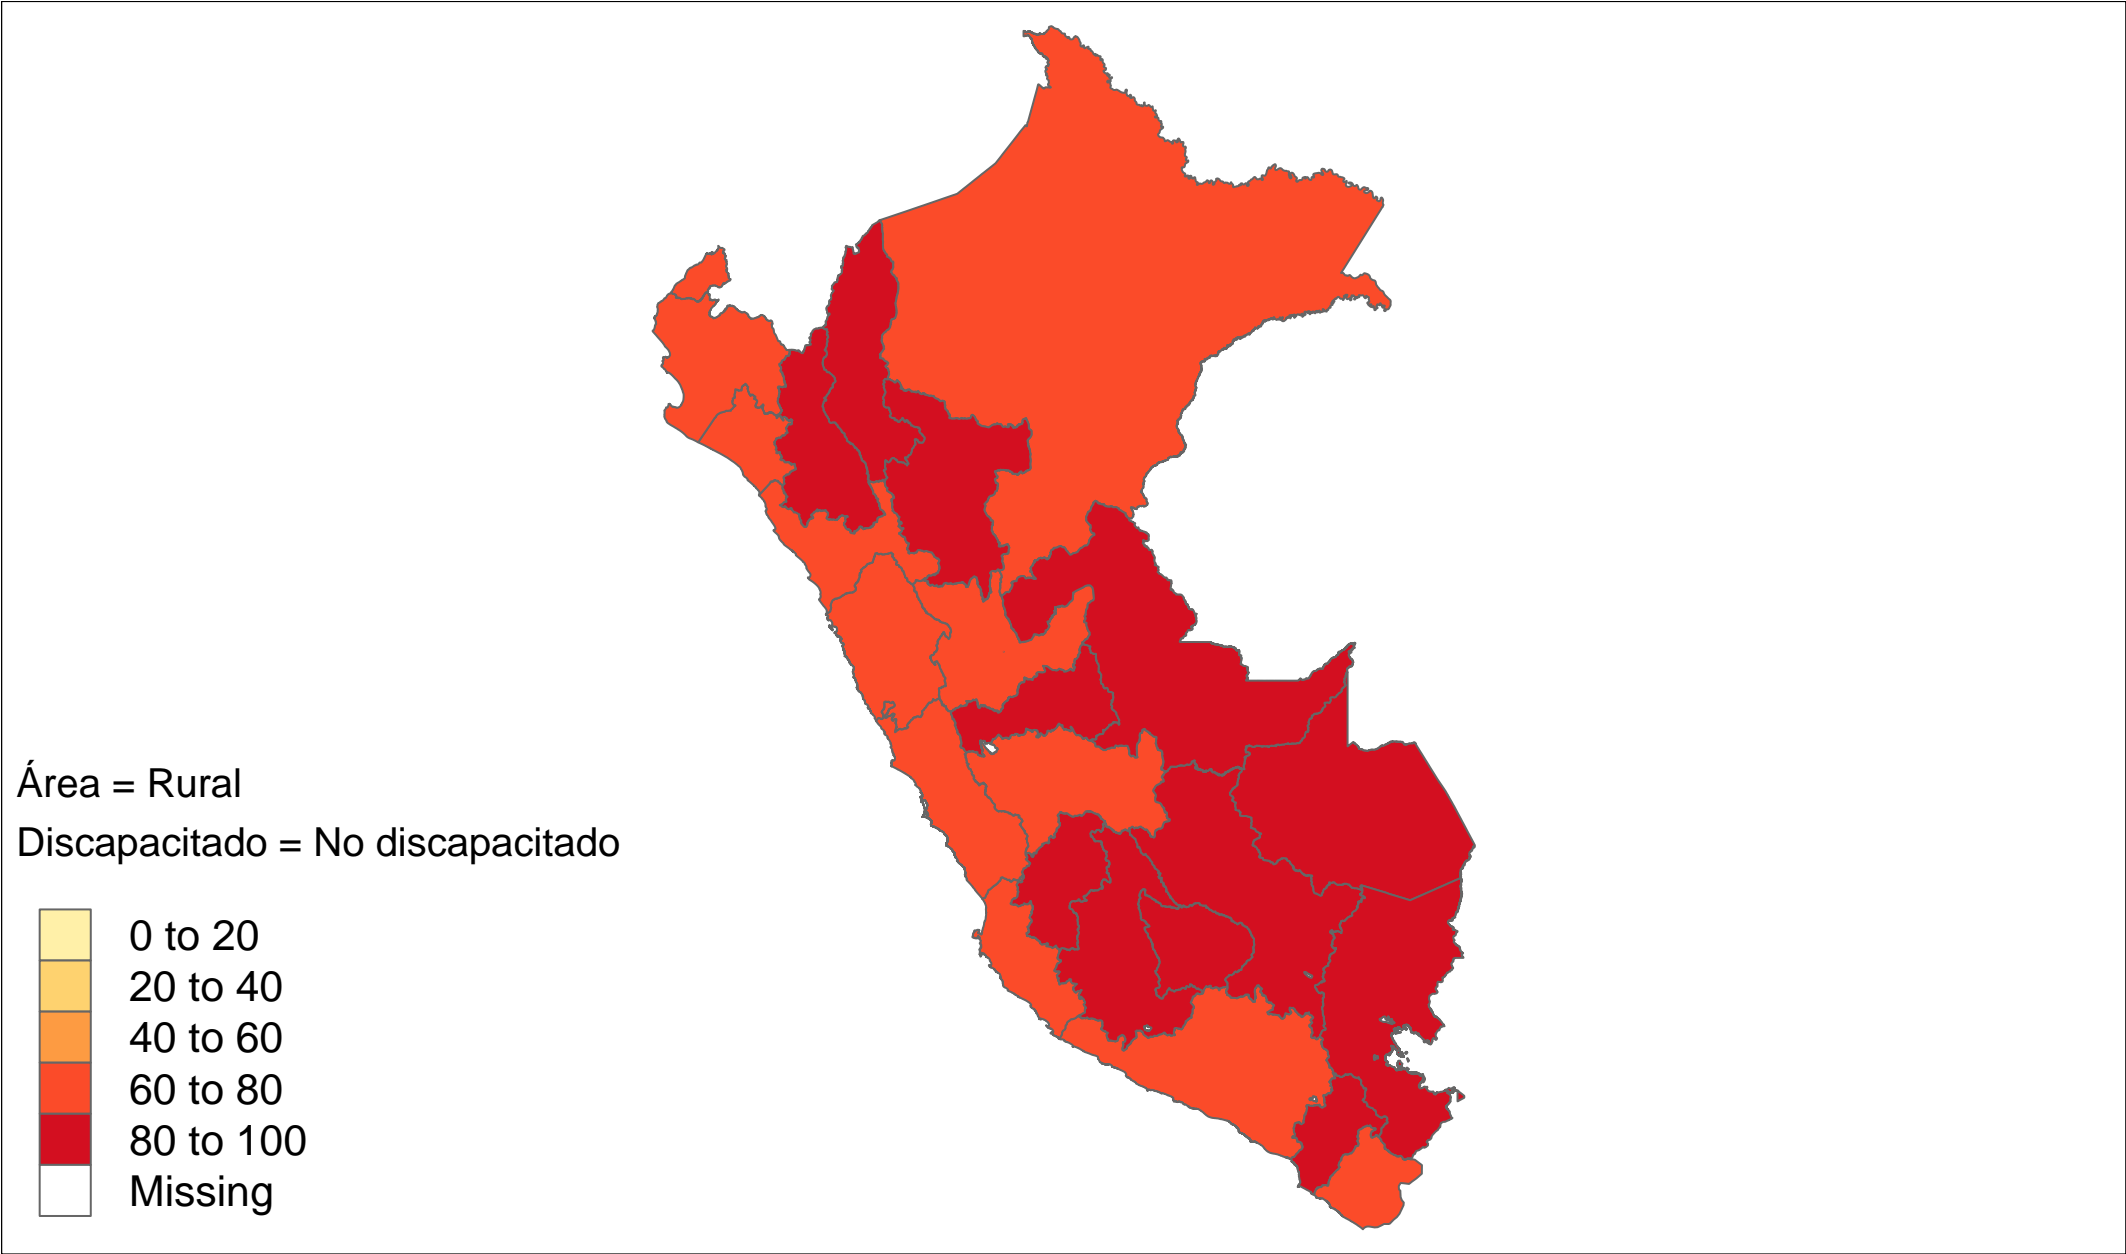 Área = Rural
Discapacitado = No discapacitado
0 to 20
20 to 40
40 to 60
60 to 80
80 to 100
Missing